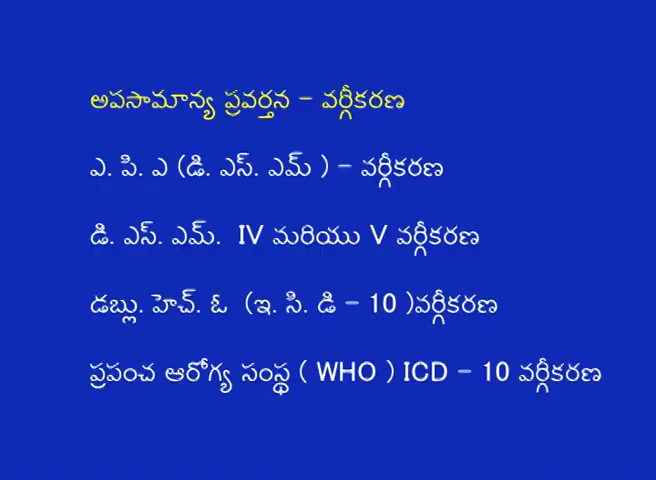 అపసామాన్య ప్రవర్తన – వర్గీకరణ
ఎ. పి. ఎ (డి. ఎస్. ఎమ్ ) – వర్గీకరణ
డి. ఎస్. ఎమ్. IV మరియు V వర్గీకరణ
డబ్లు. హెచ్. ఓ (ఇ. సి. డి – 10 )వర్గీకరణ
ప్రపంచ ఆరోగ్య సంస్థ ( WHO ) ICD – 10 వర్గీకరణ